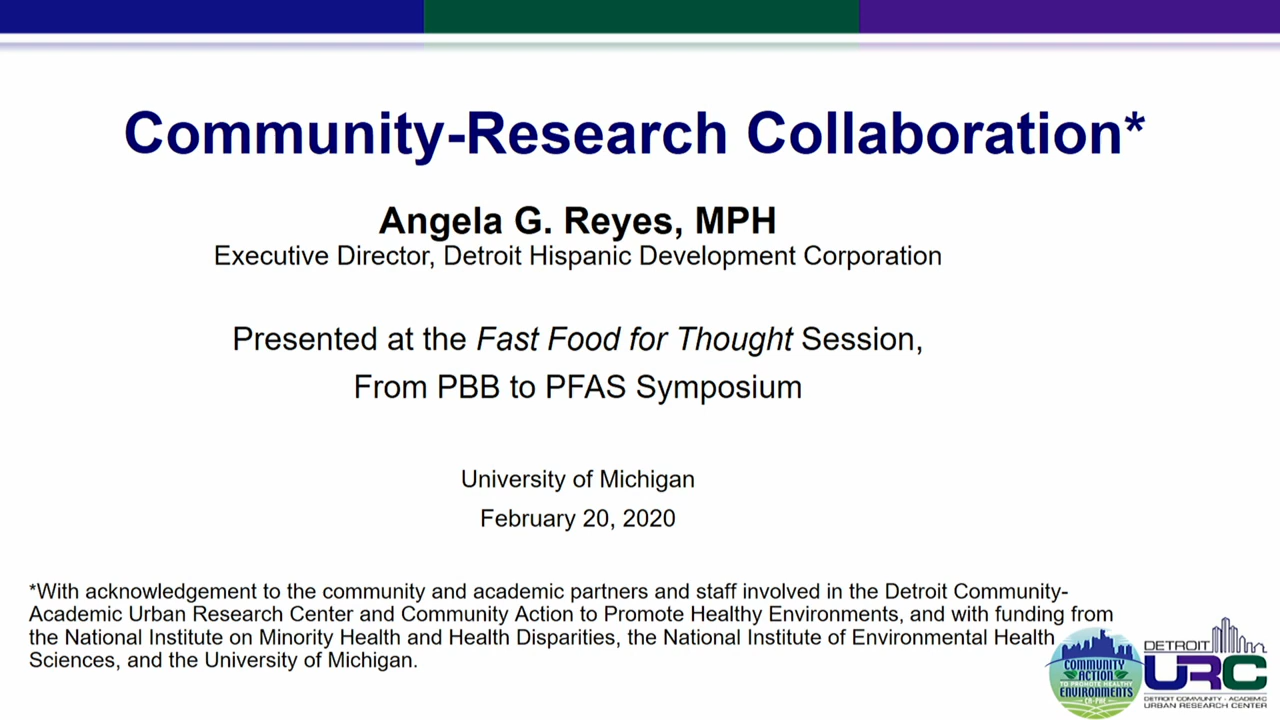 Community-Research Collaboration*
Angela G. Reyes, MPH
Executive Director, Detroit Hispanic Development Corporation
Presented at the Fast Food for Thought Session,
From PBB to PFAS Symposium
University of Michigan
February 20, 2020
*With acknowledgement to the community and academic partners and staff involved in the Detroit Community-
Academic Urban Research Center and Community Action to Promote Healthy Environments, and with funding from
the National Institute on Minority Health and Health Disparities, the National Institute of Environmental Health
Sciences, and the University of Michigan.
COMMUNITY
ACTION
TO PROMOTE HEALTHY
ENVIRONMENTS
CA-PHE
DETROIT
URC
DETROIT COMMUNITY - ACADEMIC
URBAN RESEARCH CENTER